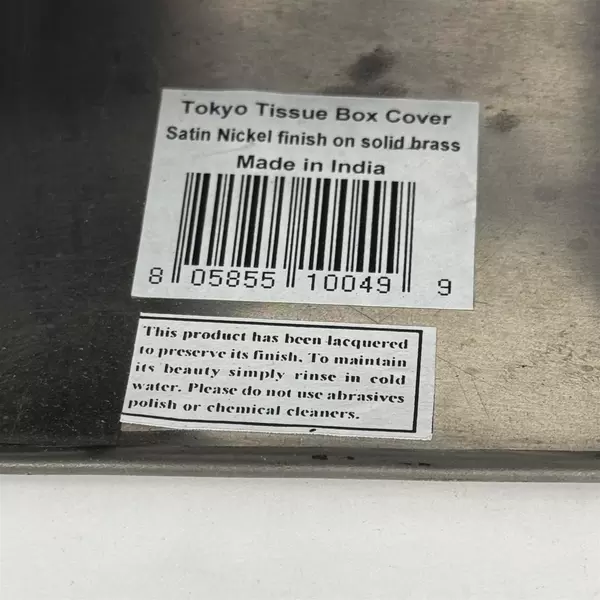 Tokyo Tissue Box Cover
Satin Nickel finish on solid brass
Made in India
8 05855 10049 9
This product has been lacquered
to preserve its finish. To maintain
its beauty simply rinse in cold
water. Please do not use abrasives
polish or chemical cleaners.